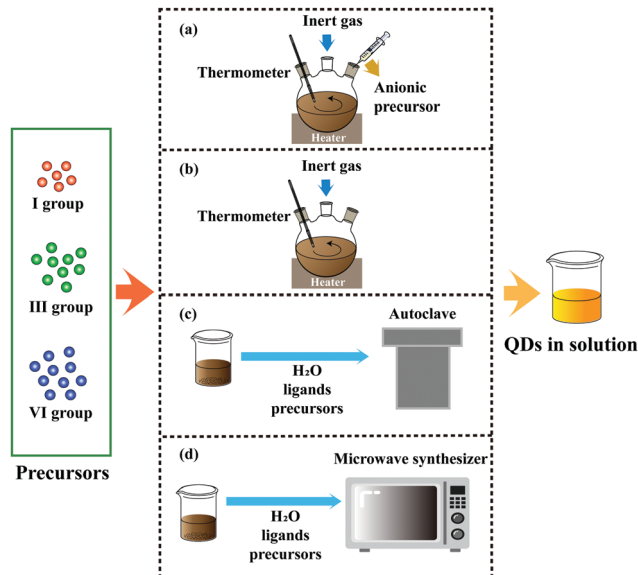 (a)
Inert gas
Thermometer
Anionic
precursor
Heater
(b)
Inert gas
Thermometer
Heater
I group
III group
VI group
Precursors
(c)
Autoclave
H₂O
ligands
precursors
QDs in solution
(d)
Microwave synthesizer
H₂O
ligands
precursors